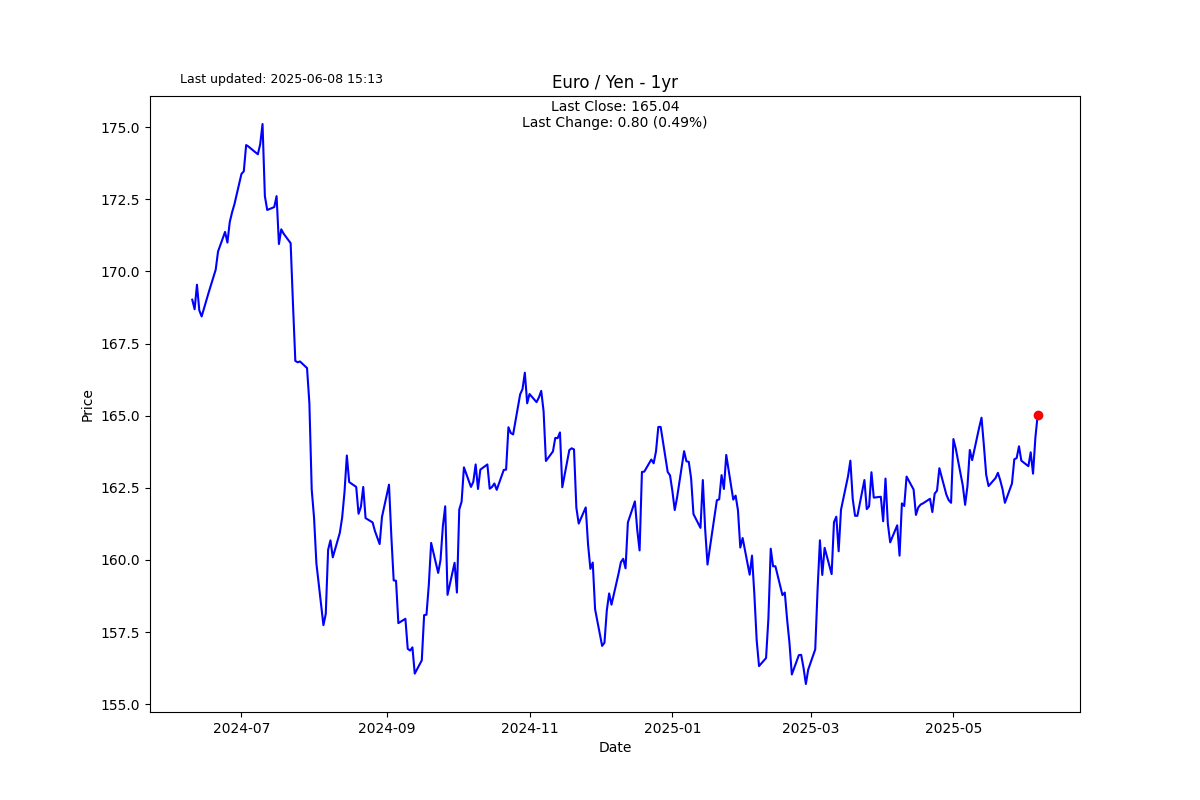 Last updated: 2025-06-08 15:13
Euro / Yen - 1yr
Last Close: 165.04
Last Change: 0.80 (0.49%)
175.0
172.5
170.0
167.5
165.0
162.5
160.0
157.5
155.0
Price
2024-07
2024-09
2024-11
2025-01
2025-03
2025-05
Date